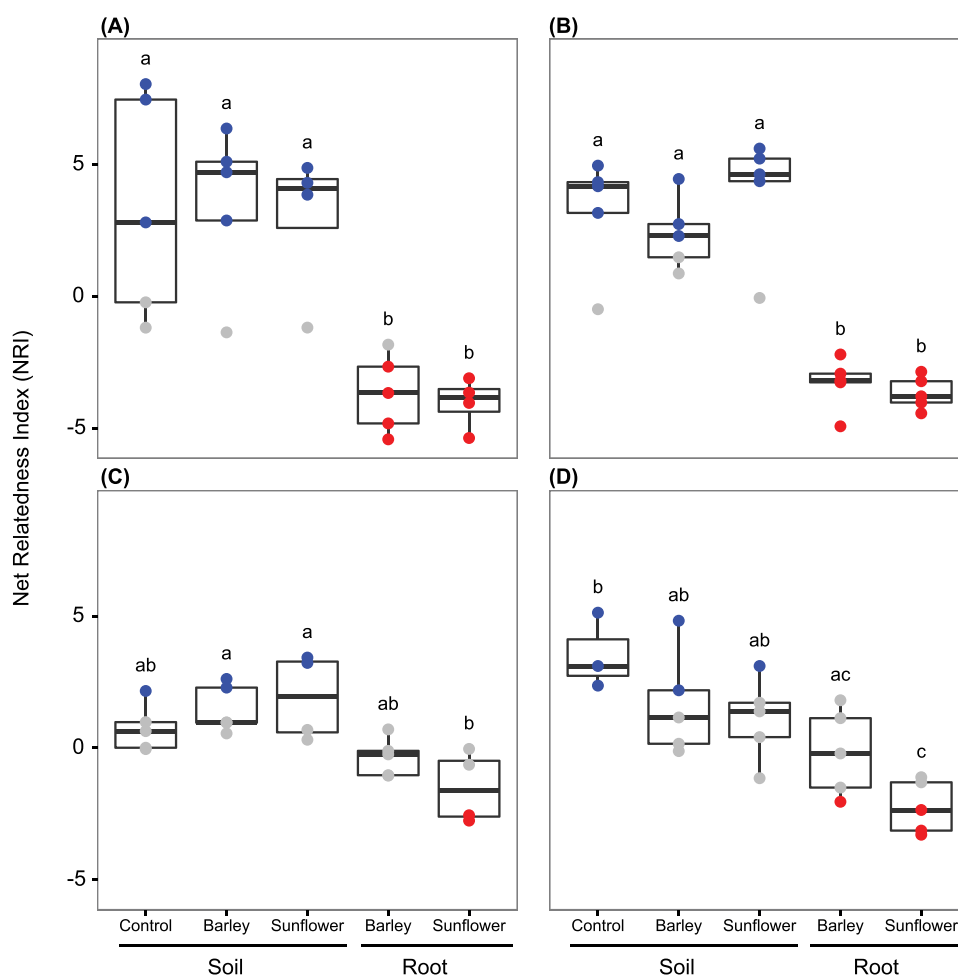 (A)
(B)
a
a
a
b
b
a
a
a
b
b
5
0
-5
Net Relatedness Index (NRI)
(C)
(D)
ab
a
a
ab
b
b
ab
ab
ac
c
5
0
-5
Control Barley Sunflower Barley Sunflower
Control Barley Sunflower Barley Sunflower
Soil Root
Soil Root